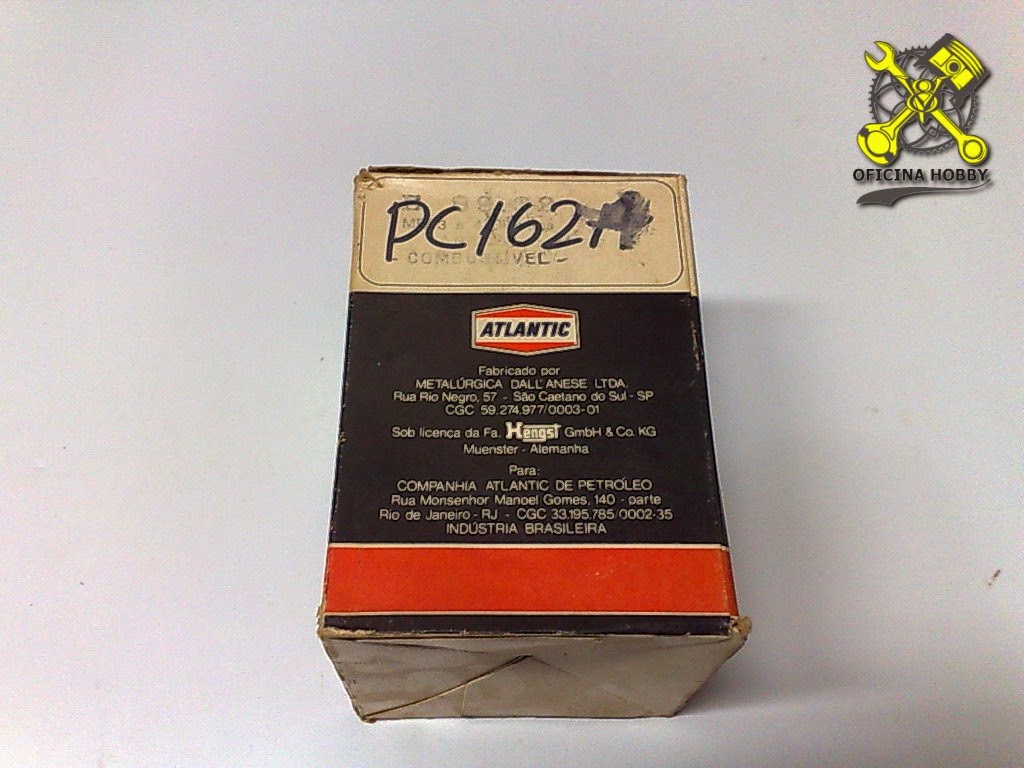 OFICINA HOBBY
PC162
- COMBUSTÍVEL -
ATLANTIC
Fabricado por
METALÚRGICA DALL'ANESE LTDA.
Rua Rio Negro, 57 - São Caetano do Sul - SP
CGC 59.274.977/0003-01
Sob licença da Fa. Hengst GmbH & Co. KG
Muenster - Alemanha
Para:
COMPANHIA ATLANTIC DE PETRÓLEO
Rua Monsenhor Manoel Gomes, 140 - parte
Rio de Janeiro - RJ - CGC 33.195.785/0002-35
INDÚSTRIA BRASILEIRA